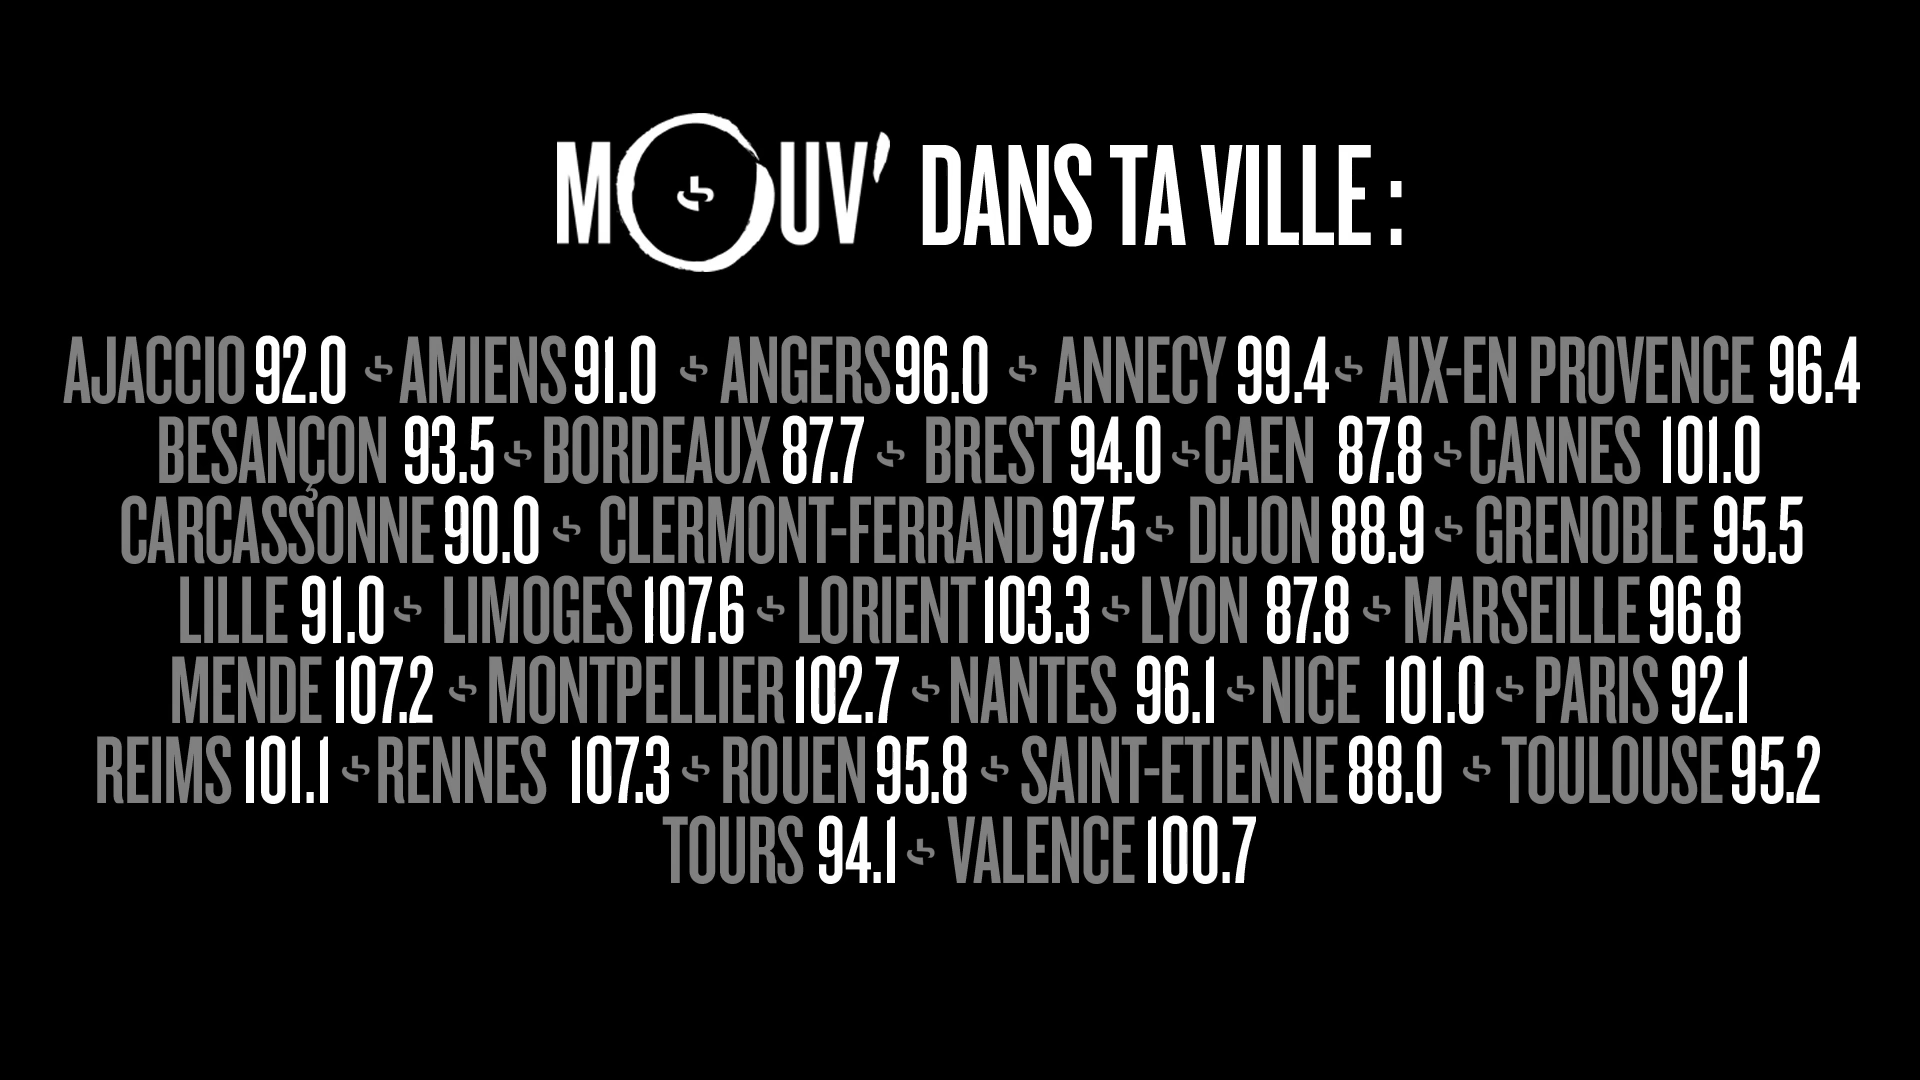 MOUV' DANS TA VILLE :
AJACCIO 92.0 AMIENS 91.0 ANGERS 96.0 ANNECY 99.4 AIX-EN PROVENCE 96.4
BESANÇON 93.5 BORDEAUX 87.7 BREST 94.0 CAEN 87.8 CANNES 101.0
CARCASSONNE 90.0 CLERMONT-FERRAND 97.5 DIJON 88.9 GRENOBLE 95.5
LILLE 91.0 LIMOGES 107.6 LORIENT 103.3 LYON 87.8 MARSEILLE 96.8
MENDE 107.2 MONTPELLIER 102.7 NANTES 96.1 NICE 101.0 PARIS 92.1
REIMS 101.1 RENNES 107.3 ROUEN 95.8 SAINT-ETIENNE 88.0 TOULOUSE 95.2
TOURS 94.1 VALENCE 100.7